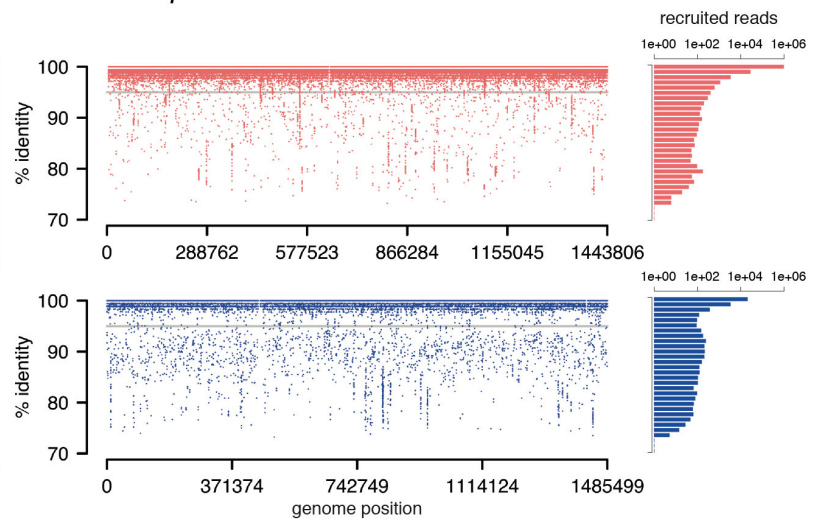 recruited reads
1e+00 1e+02 1e+04 1e+06
100
90
80
70
% identity
0 288762 577523 866284 1155045 1443806
1e+00 1e+02 1e+04 1e+06
100
90
80
70
% identity
0 371374 742749 1114124 1485499
genome position